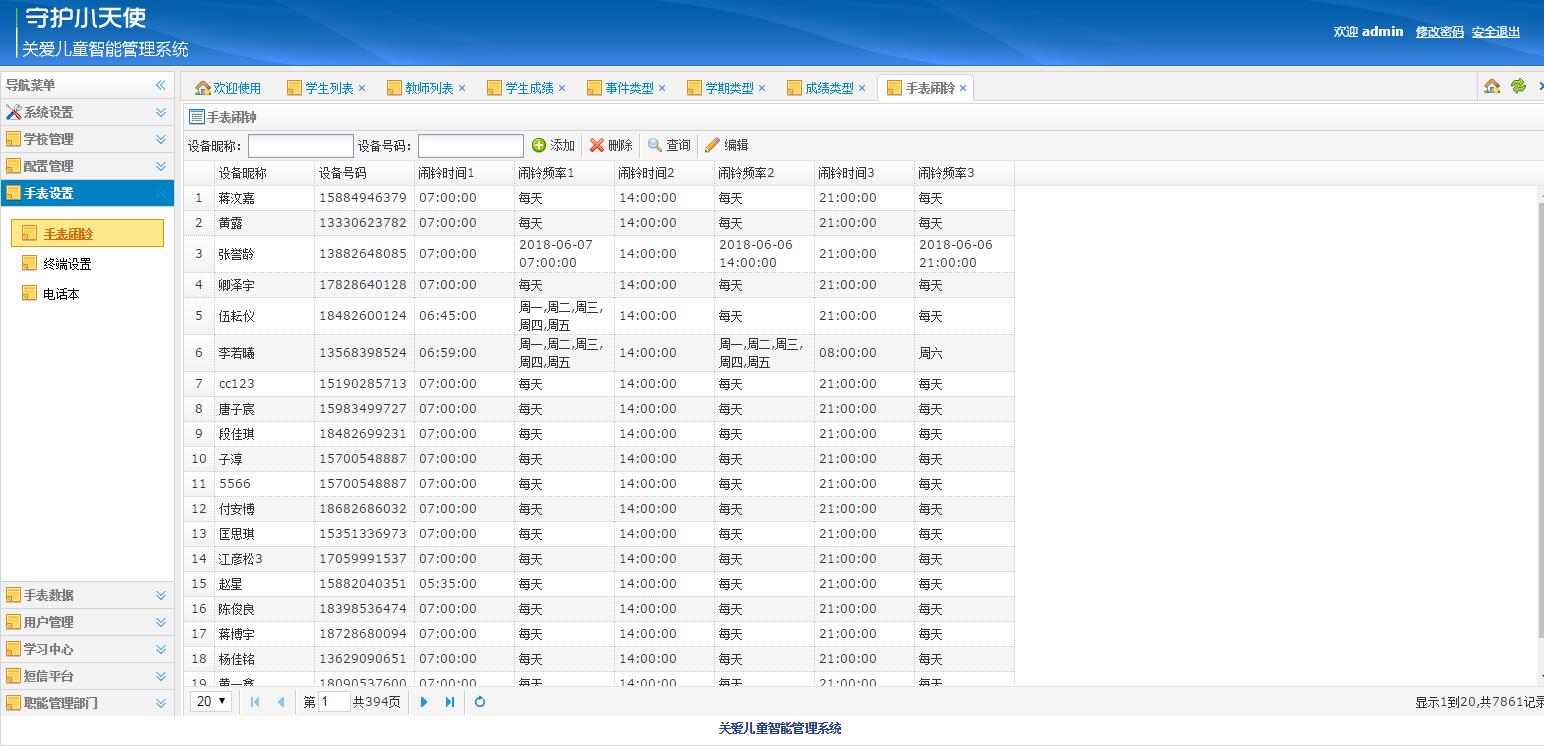 守护小天使
关爱儿童智能管理系统
欢迎 admin 修改密码 安全退出
导航菜单
系统设置
学校管理
配置管理
手表设置
手表闹铃
终端设置
电话本
手表数据
用户管理
学习中心
短信平台
职能管理部门
欢迎使用 学生列表 教师列表 学生成绩 事件类型 学期类型 成绩类型 手表闹铃
手表闹钟
设备昵称: 设备号码: 添加 删除 查询 编辑
设备昵称 设备号码 闹铃时间1 闹铃频率1 闹铃时间2 闹铃频率2 闹铃时间3 闹铃频率3
1 蒋汶嘉 15884946379 07:00:00 每天 14:00:00 每天 21:00:00 每天
2 黄露 13330623782 07:00:00 每天 14:00:00 每天 21:00:00 每天
3 张誉龄 13882648085 07:00:00 2018-06-07 07:00:00 14:00:00 2018-06-06 14:00:00 21:00:00 2018-06-06 21:00:00
4 卿泽宇 17828640128 07:00:00 每天 14:00:00 每天 21:00:00 每天
5 伍耘仪 18482600124 06:45:00 周一,周二,周三,周四,周五 14:00:00 每天 21:00:00 每天
6 李若曦 13568398524 06:59:00 周一,周二,周三,周四,周五 14:00:00 周一,周二,周三,周四,周五 08:00:00 周六
7 cc123 15190285713 07:00:00 每天 14:00:00 每天 21:00:00 每天
8 唐子宸 15983499727 07:00:00 每天 14:00:00 每天 21:00:00 每天
9 段佳琪 18482699231 07:00:00 每天 14:00:00 每天 21:00:00 每天
10 子淳 15700548887 07:00:00 每天 14:00:00 每天 21:00:00 每天
11 5566 15700548887 07:00:00 每天 14:00:00 每天 21:00:00 每天
12 付安博 18682686032 07:00:00 每天 14:00:00 每天 21:00:00 每天
13 匡思琪 15351336973 07:00:00 每天 14:00:00 每天 21:00:00 每天
14 江彦松3 17059991537 07:00:00 每天 14:00:00 每天 21:00:00 每天
15 赵星 15882040351 05:35:00 每天 14:00:00 每天 21:00:00 每天
16 陈俊良 18398536474 07:00:00 每天 14:00:00 每天 21:00:00 每天
17 蒋博宇 18728680094 07:00:00 每天 14:00:00 每天 21:00:00 每天
18 杨佳铭 13629090651 07:00:00 每天 14:00:00 每天 21:00:00 每天
19 黄一鑫 18090537600 07:00:00 每天 14:00:00 每天 21:00:00 每天
20 第 1 共394页
显示1到20,共7861记录
关爱儿童智能管理系统